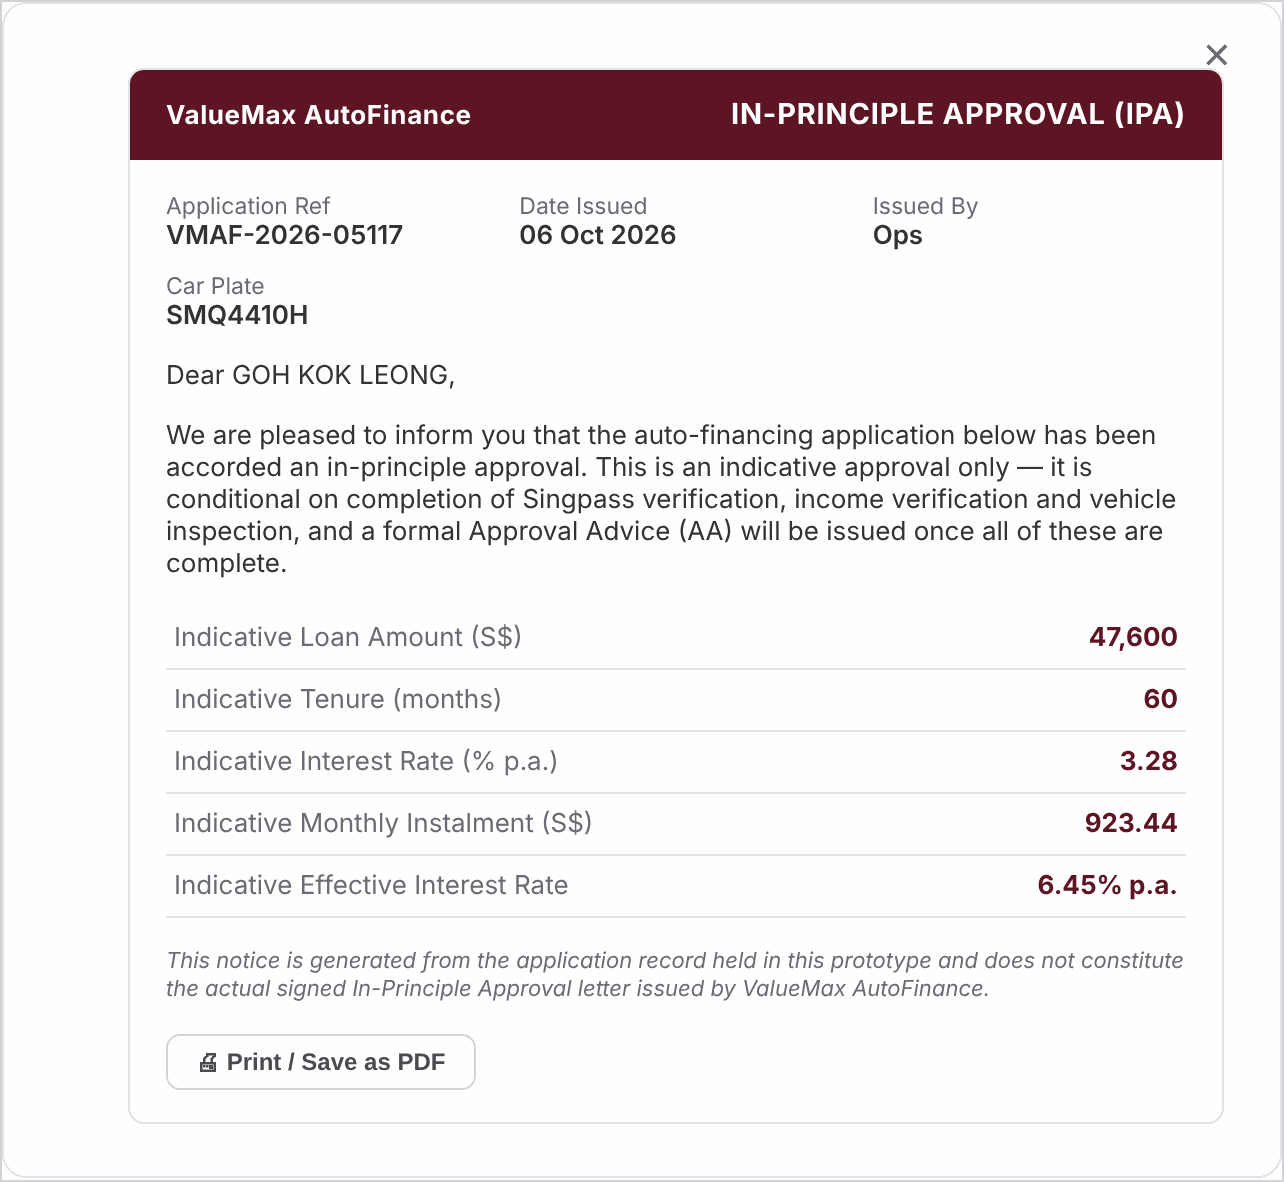 ✕
ValueMax AutoFinance
IN-PRINCIPLE APPROVAL (IPA)
Application Ref
VMAF-2026-05117
Date Issued
06 Oct 2026
Issued By
Ops
Car Plate
SMQ4410H
Dear GOH KOK LEONG,
We are pleased to inform you that the auto-financing application below has been
accorded an in-principle approval. This is an indicative approval only — it is
conditional on completion of Singpass verification, income verification and vehicle
inspection, and a formal Approval Advice (AA) will be issued once all of these are
complete.
Indicative Loan Amount (S$) 47,600
Indicative Tenure (months) 60
Indicative Interest Rate (% p.a.) 3.28
Indicative Monthly Instalment (S$) 923.44
Indicative Effective Interest Rate 6.45% p.a.
This notice is generated from the application record held in this prototype and does not constitute
the actual signed In-Principle Approval letter issued by ValueMax AutoFinance.
Print / Save as PDF